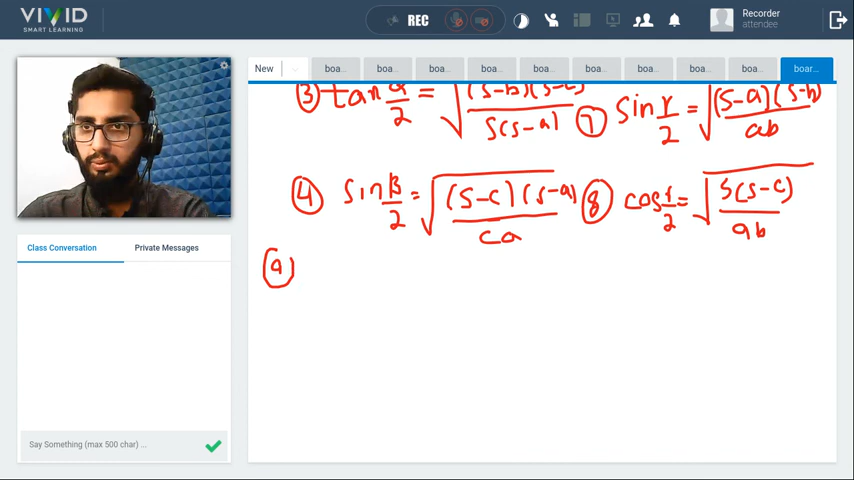 VIVID
SMART LEARNING
REC
Recorder
attendee
New
boa...
boa...
boa...
boa...
boa...
boa...
boa...
boa...
boa...
boar...
③ tan α/2 = √((s-b)(s-c)/s(s-a))
⑦ sin γ/2 = √((s-a)(s-b)/ab)
④ sin β/2 = √((s-c)(s-a)/ca)
⑧ cos γ/2 = √(s(s-c)/ab)
⑨
Class Conversation
Private Messages
Say Something (max 500 char) ...